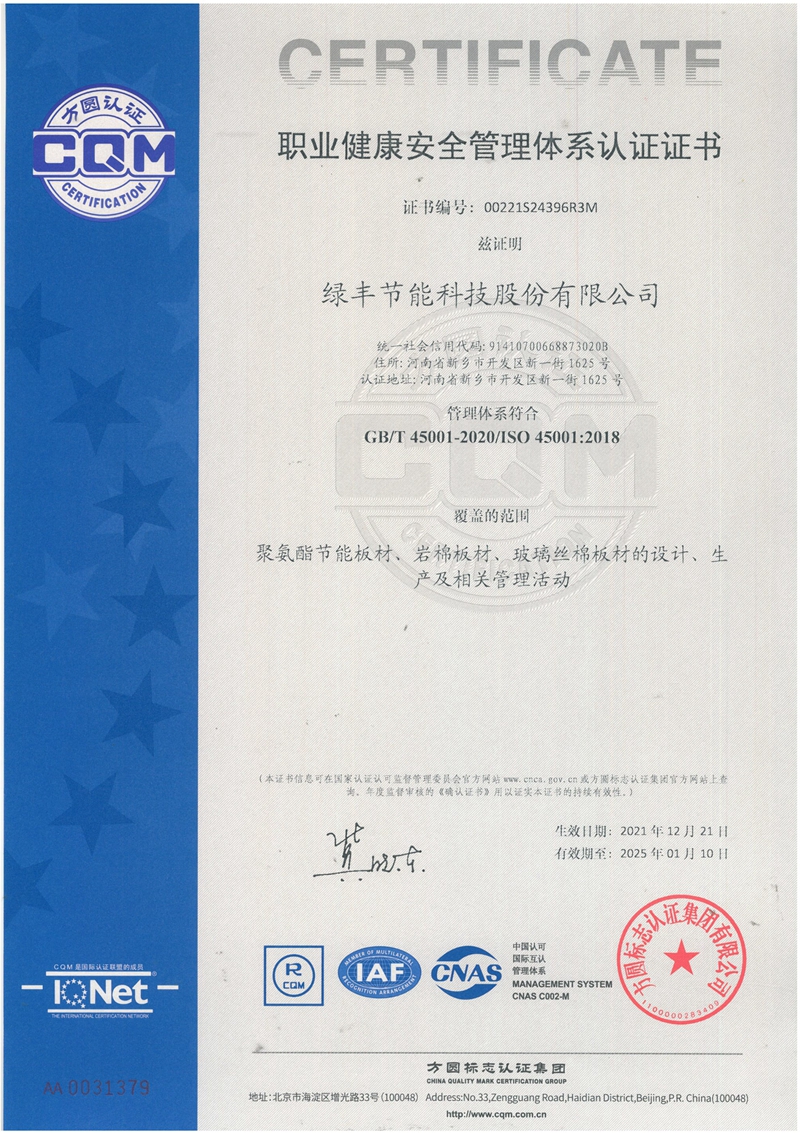 CERTIFICATE
方圆认证
CQM
CERTIFICATION
职业健康安全管理体系认证证书
证书编号：00221S24396R3M
兹证明
绿丰节能科技股份有限公司
统一社会信用代码:91410700668873020B
住所:河南省新乡市开发区新一街1625号
认证地址:河南省新乡市开发区新一街1625号
管理体系符合
GB/T 45001-2020/ISO 45001:2018
CQM
覆盖的范围
聚氨酯节能板材、岩棉板材、玻璃丝棉板材的设计、生
产及相关管理活动
（本证书信息可在国家认证认可监督管理委员会官方网站www.cnca.gov.cn或方圆标志认证集团官方网站上查
询。年度监督审核的《确认证书》用以证实本证书的持续有效性。）
生效日期：2021年12月21日
有效期至：2025年01月10日
CQM是国际认证联盟的成员
IQNet
THE INTERNATIONAL CERTIFICATION NETWORK
AA0031379
R
CQM
MEMBER OF MULTILATERAL
IAF
RECOGNITION ARRANGEMENT
CNAS
中国认可
国际互认
管理体系
MANAGEMENT SYSTEM
CNAS C002-M
方圆标志认证集团有限公司
1100000283409
方圆标志认证集团
CHINA QUALITY MARK CERTIFICATION GROUP
地址：北京市海淀区增光路33号（100048） Address:No.33,Zengguang Road,Haidian District,Beijing,P.R. China(100048)
http://www.cqm.com.cn